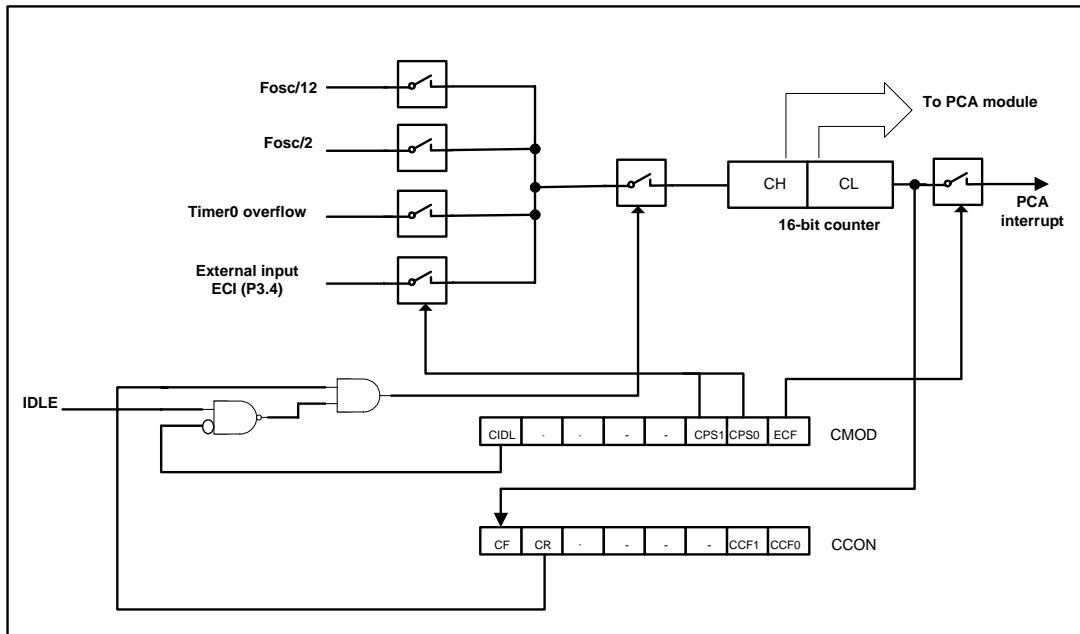 Fosc/12
Fosc/2
Timer0 overflow
External input
ECI (P3.4)
To PCA module
CH CL
16-bit counter
PCA
interrupt
IDLE
CIDL - - - - CPS1 CPS0 ECF CMOD
CF CR - - - - CCF1 CCF0 CCON